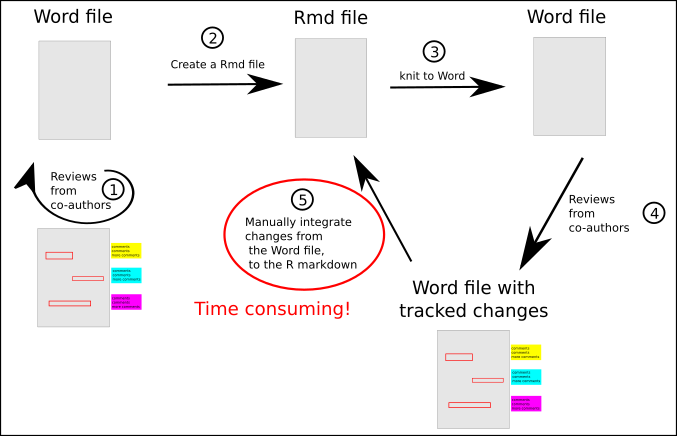 Word file
Rmd file
Word file
2
Create a Rmd file
3
knit to Word
1
Reviews
from
co-authors
comments
comments
more comments
comments
comments
more comments
comments
comments
more comments
5
Manually integrate
changes from
the Word file,
to the R markdown
Time consuming!
Reviews
from
co-authors
4
Word file with
tracked changes
comments
comments
more comments
comments
comments
more comments
comments
comments
more comments